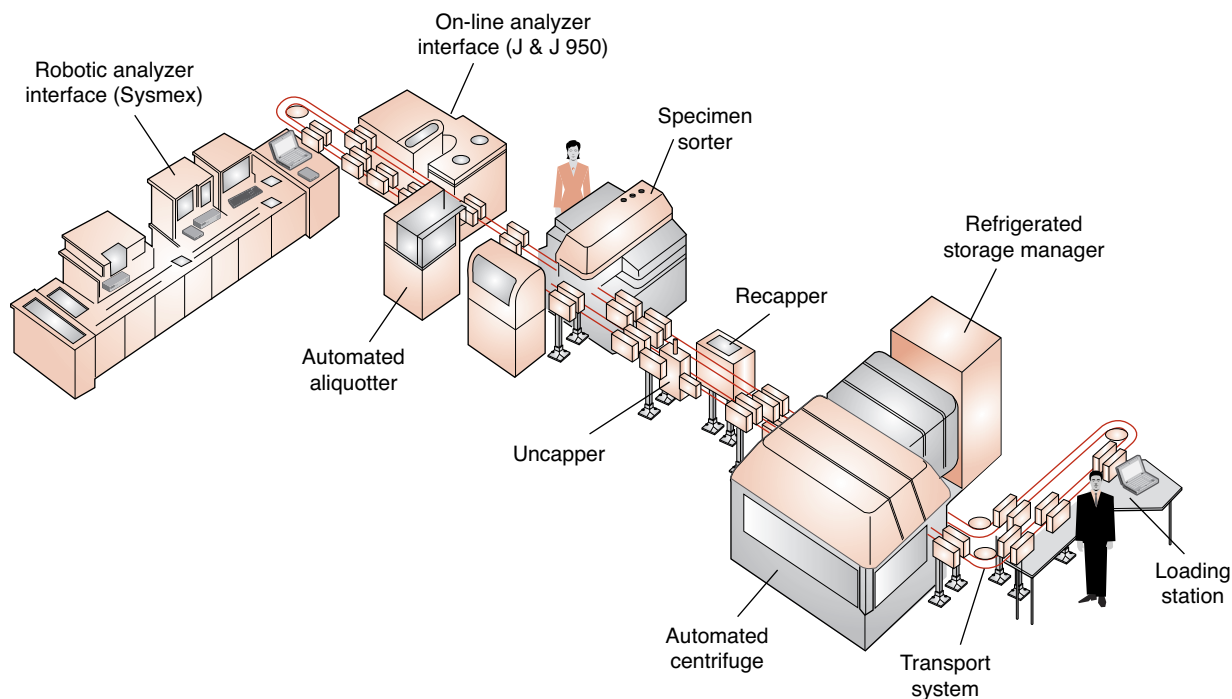 On-line analyzer
interface (J & J 950)
Robotic analyzer
interface (Sysmex)
Specimen
sorter
Refrigerated
storage manager
Recapper
Automated
aliquotter
Uncapper
Loading
station
Automated
centrifuge
Transport
system